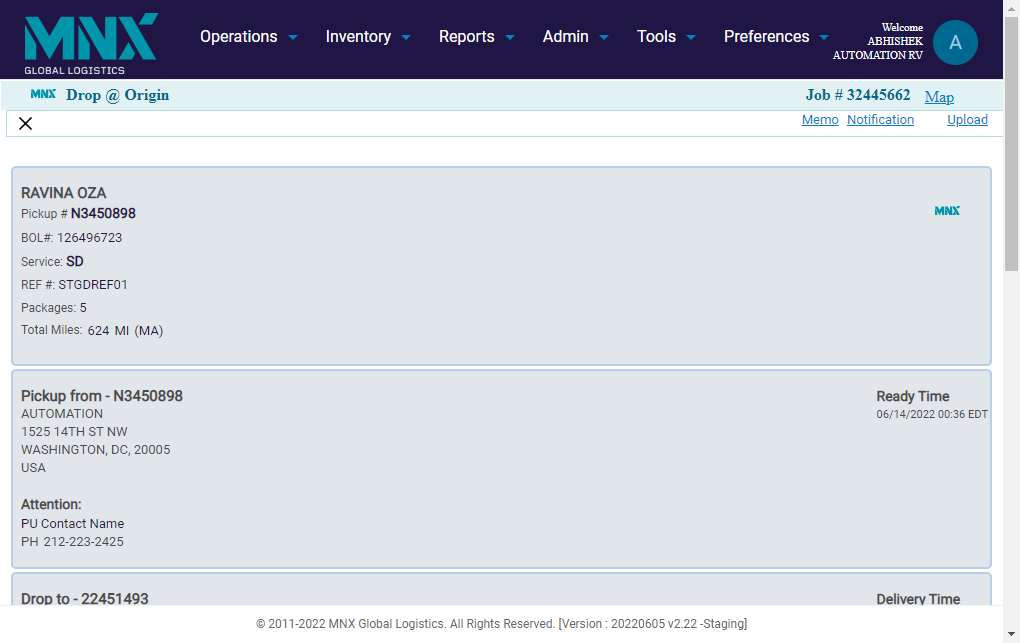 MNX
GLOBAL LOGISTICS
Operations
Inventory
Reports
Admin
Tools
Preferences
Welcome
ABHISHEK
AUTOMATION RV
A
MNX Drop @ Origin
Job # 32445662 Map
Memo Notification Upload
RAVINA OZA
Pickup # N3450898
MNX
BOL#: 126496723
Service: SD
REF #: STGDREF01
Packages: 5
Total Miles: 624 MI (MA)
Pickup from - N3450898
Ready Time
AUTOMATION
06/14/2022 00:36 EDT
1525 14TH ST NW
WASHINGTON, DC, 20005
USA
Attention:
PU Contact Name
PH 212-223-2425
Drop to - 22451493
Delivery Time
© 2011-2022 MNX Global Logistics. All Rights Reserved. [Version : 20220605 v2.22 -Staging]